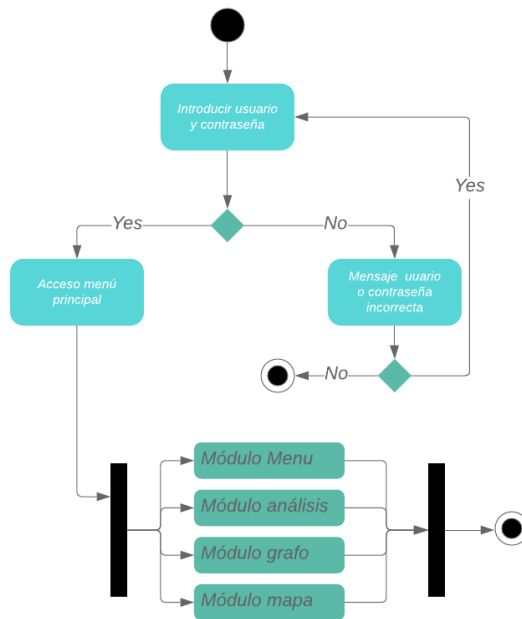 Introducir usuario
y contraseña
Yes
Yes
No
Acceso menú
principal
Mensaje uuario
o contraseña
incorrecta
No
Módulo Menu
Módulo análisis
Módulo grafo
Módulo mapa